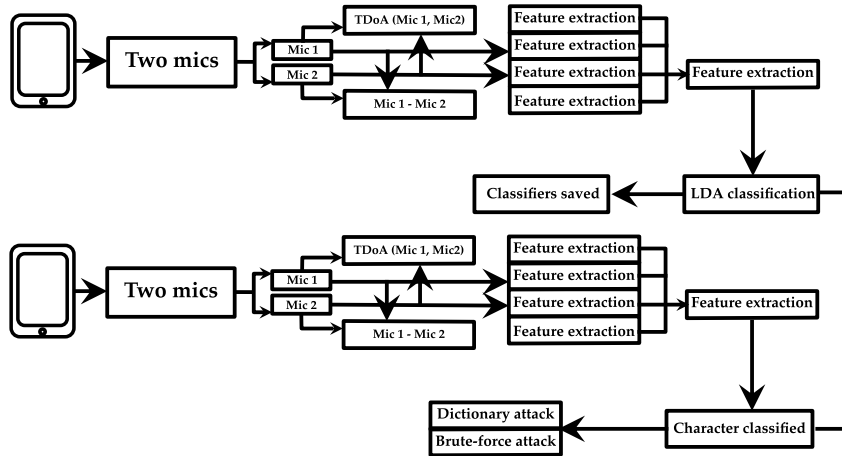 TDoA (Mic 1, Mic2)
Two mics
Mic 1
Mic 2
Mic 1 - Mic 2
Feature extraction
Feature extraction
Feature extraction
Feature extraction
Feature extraction
Classifiers saved
LDA classification
TDoA (Mic 1, Mic2)
Two mics
Mic 1
Mic 2
Mic 1 - Mic 2
Feature extraction
Feature extraction
Feature extraction
Feature extraction
Feature extraction
Dictionary attack
Brute-force attack
Character classified